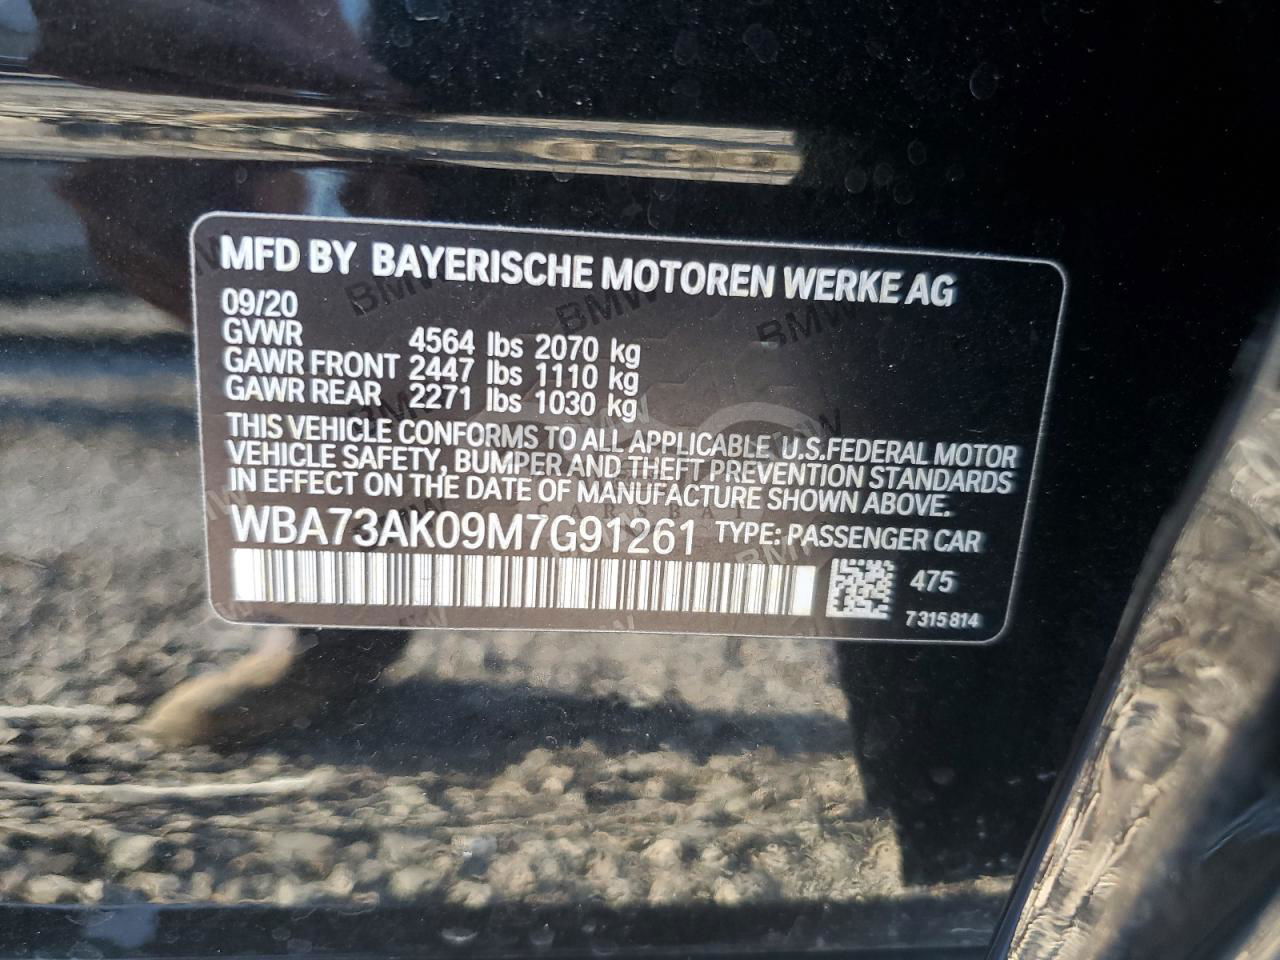 MFD BY BAYERISCHE MOTOREN WERKE AG
09/20
GVWR 4564 lbs 2070 kg
GAWR FRONT 2447 lbs 1110 kg
GAWR REAR 2271 lbs 1030 kg
THIS VEHICLE CONFORMS TO ALL APPLICABLE U.S.FEDERAL MOTOR
VEHICLE SAFETY, BUMPER AND THEFT PREVENTION STANDARDS
IN EFFECT ON THE DATE OF MANUFACTURE SHOWN ABOVE.
WBA73AK09M7G91261 TYPE: PASSENGER CAR
475
7 315 814
BMW
BMW
BMW